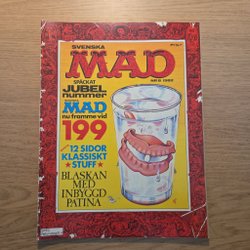 SVENSKA
MAD
SPÄCKAT
JUBEL
nummer
MAD
nu framme vid
199
12 SIDOR
KLASSISKT
STUFF
BLASKAN
MED
INBYGGD
PATINA